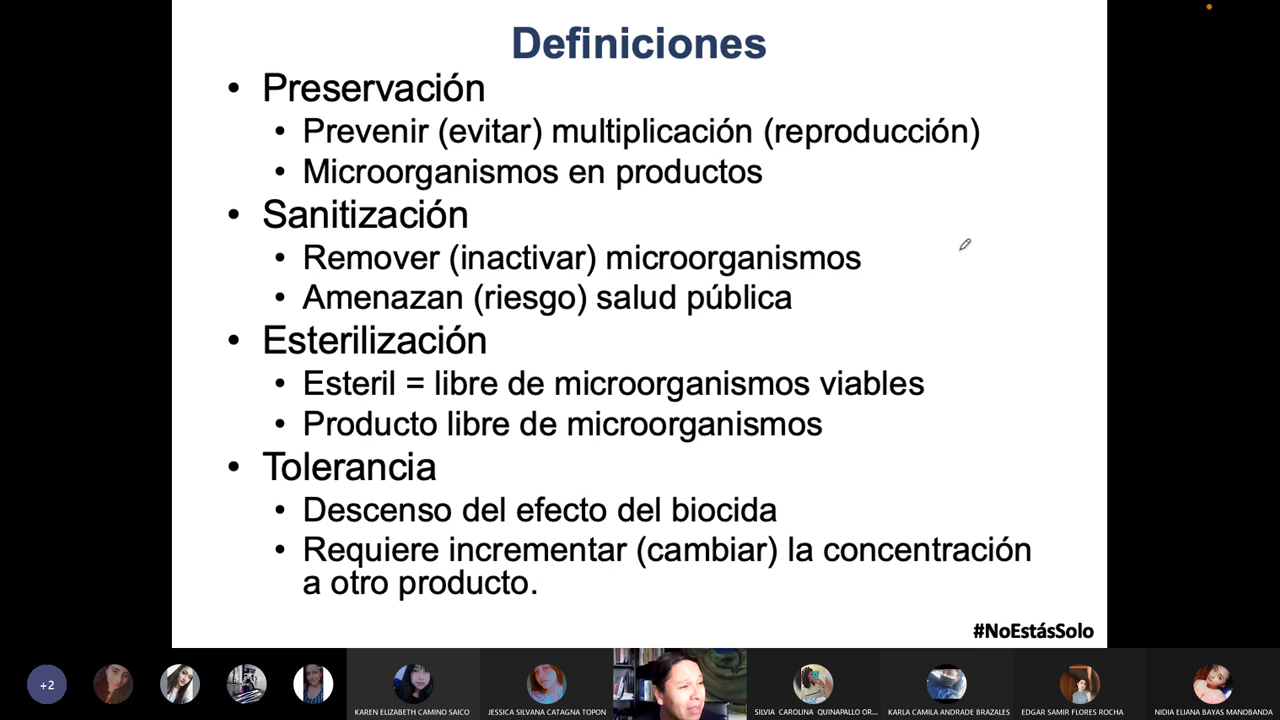 Definiciones
• Preservación
• Prevenir (evitar) multiplicación (reproducción)
• Microorganismos en productos
• Sanitización
• Remover (inactivar) microorganismos
• Amenazan (riesgo) salud pública
• Esterilización
• Esteril = libre de microorganismos viables
• Producto libre de microorganismos
• Tolerancia
• Descenso del efecto del biocida
• Requiere incrementar (cambiar) la concentración
a otro producto.
#NoEstásSolo
+2
KAREN ELIZABETH CAMINO SAICO
JESSICA SILVANA CATAGNA TOPON
SILVIA CAROLINA QUINAPALLO OR...
KARLA CAMILA ANDRADE BRAZALES
EDGAR SAMIR FLORES ROCHA
NIDIA ELIANA BAYAS MANOBANDA